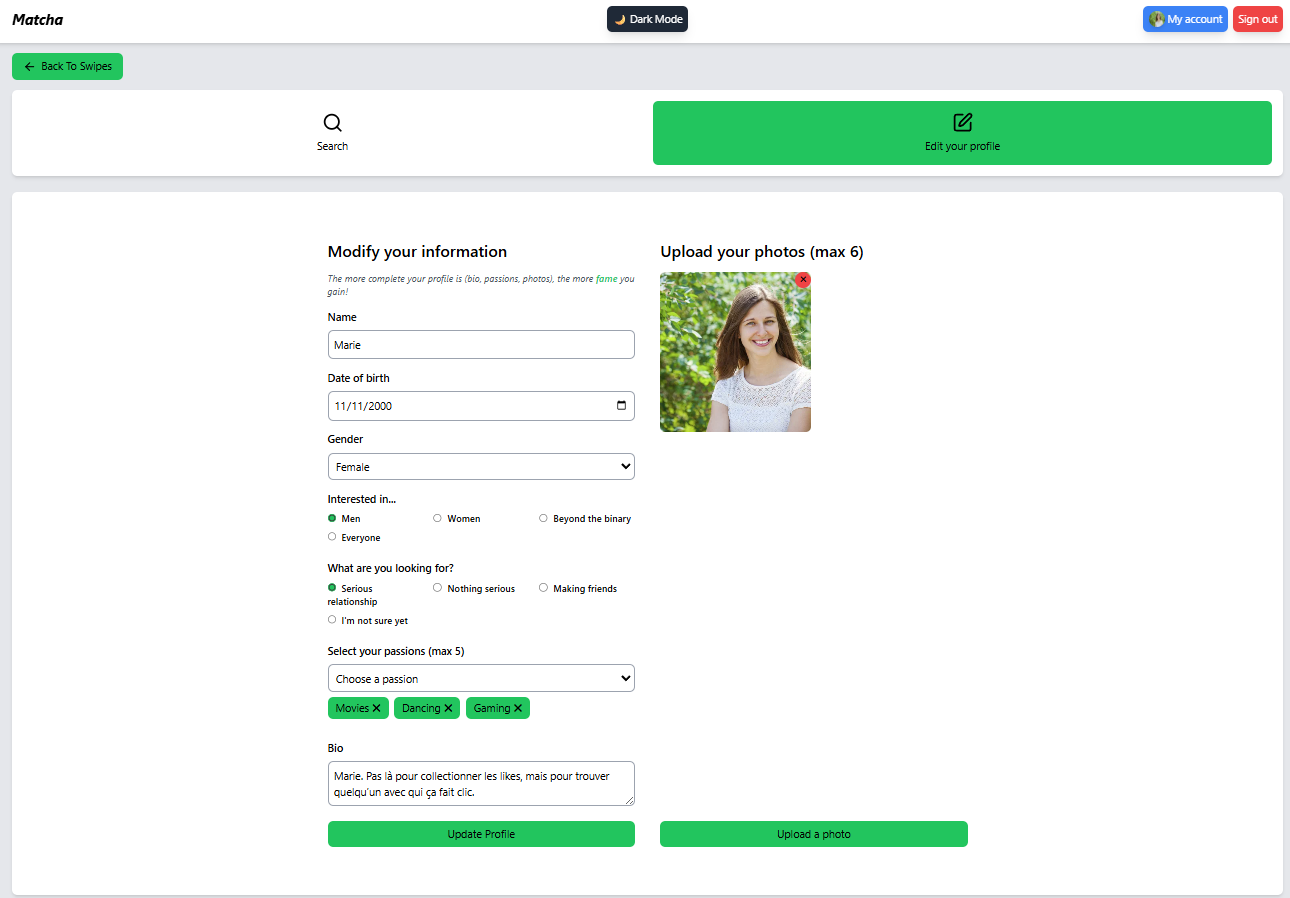 Matcha
🌙 Dark Mode
My account
Sign out
← Back To Swipes
Search
Edit your profile
Modify your information
The more complete your profile is (bio, passions, photos), the more fame you
gain!
Name
Marie
Date of birth
11/11/2000
Gender
Female
Interested in...
Men
Women
Beyond the binary
Everyone
What are you looking for?
Serious
relationship
Nothing serious
Making friends
I'm not sure yet
Select your passions (max 5)
Choose a passion
Movies ✕
Dancing ✕
Gaming ✕
Bio
Marie. Pas là pour collectionner les likes, mais pour trouver
quelqu'un avec qui ça fait clic.
Update Profile
Upload your photos (max 6)
✕
Upload a photo